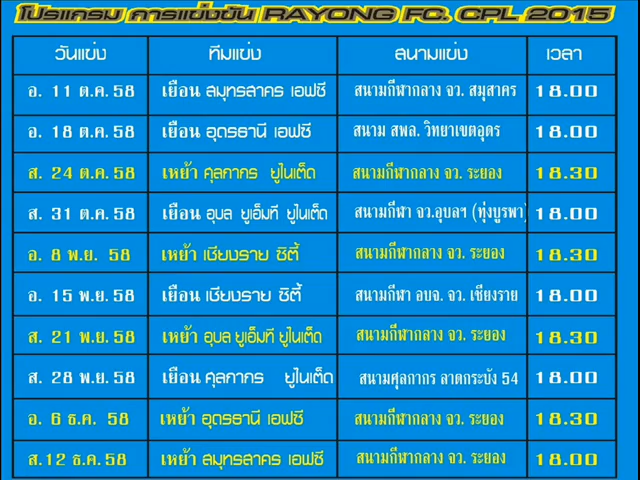 โปรแกรม การแข่งขัน RAYONG FC. CPL 2015
วันแข่ง ทีมแข่ง สนามแข่ง เวลา
อ. 11 ต.ค. 58 เยือน สมุทรสาคร เอฟซี สนามกีฬากลาง จว. สมุสาคร 18.00
อ. 18 ต.ค. 58 เยือน อุดรธานี เอฟซี สนาม สพล. วิทยาเขตอุดร 18.00
ส. 24 ต.ค. 58 เหย้า ศุลกากร ยูไนเต็ด สนามกีฬากลาง จว. ระยอง 18.30
ส. 31 ต.ค. 58 เยือน อุบล ยูเอ็มที ยูไนเต็ด สนามกีฬา จว.อุบลฯ (ทุ่งบูรพา) 18.00
อ. 8 พ.ย. 58 เหย้า เชียงราย ซิตี้ สนามกีฬากลาง จว. ระยอง 18.30
อ. 15 พ.ย. 58 เยือน เชียงราย ซิตี้ สนามกีฬา อบจ. จว. เชียงราย 18.00
ส. 21 พ.ย. 58 เหย้า อุบล ยูเอ็มที ยูไนเต็ด สนามกีฬากลาง จว. ระยอง 18.30
ส. 28 พ.ย. 58 เยือน ศุลกากร ยูไนเต็ด สนามศุลกากร ลาดกระบัง 54 18.00
อ. 6 ธ.ค. 58 เหย้า อุดรธานี เอฟซี สนามกีฬากลาง จว. ระยอง 18.30
ส.12 ธ.ค. 58 เหย้า สมุทรสาคร เอฟซี สนามกีฬากลาง จว. ระยอง 18.00